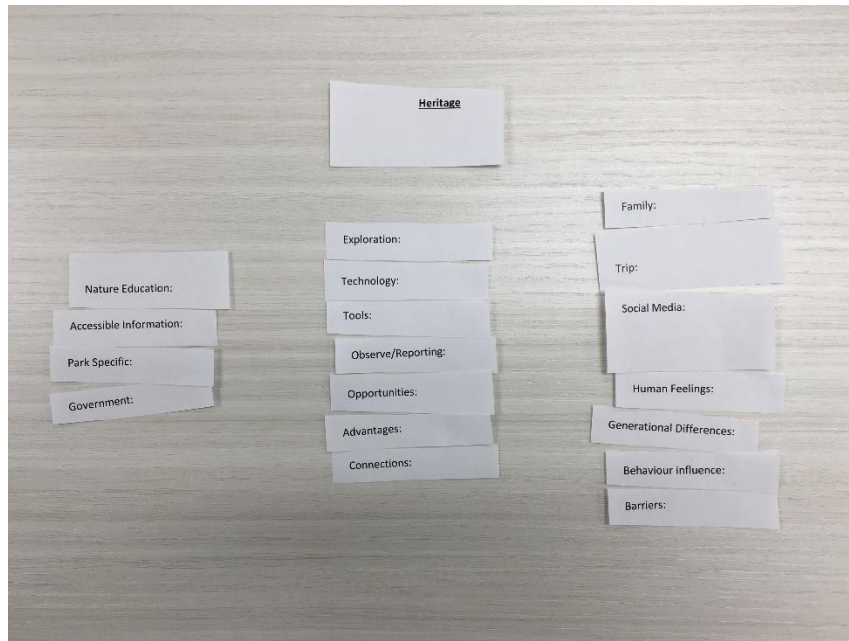 Heritage
Nature Education:
Accessible Information:
Park Specific:
Government:
Exploration:
Technology:
Tools:
Observe/Reporting:
Opportunities:
Advantages:
Connections:
Family:
Trip:
Social Media:
Human Feelings:
Generational Differences:
Behaviour influence:
Barriers: